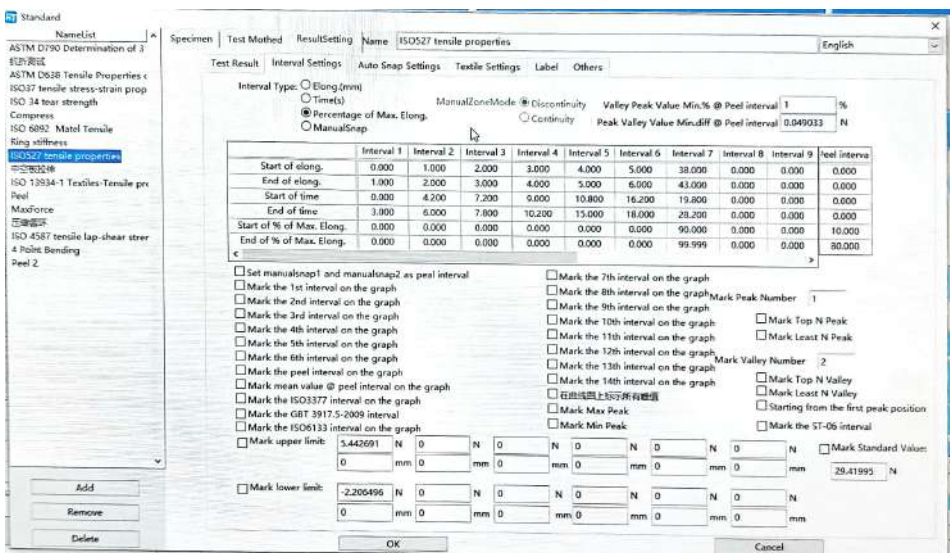 Standard
NameList
ASTM D790 Determination of 3
抗折测试
ASTM D638 Tensile Properties c
ISO37 tensile stress-strain prop
ISO 34 tear strength
Compress
ISO 6892 Matel Tensile
Ring stiffness
ISO527 tensile properties
中空板拉伸
ISO 13934-1 Textiles-Tensile pro
Peel
MaxForce
压缩循环
ISO 4587 tensile lap-shear strer
4 Point Bending
Peel 2
Add
Remove
Delete
Specimen Test Mothed ResultSetting Name ISO527 tensile properties English
Test Result Interval Settings Auto Snap Settings Textile Settings Label Others
Interval Type: Elong.(mm)
Time(s)
Percentage of Max. Elong.
ManualSnap
ManualZoneMode Discontinuity
Continuity
Valley Peak Value Min.% @ Peel interval 1 %
Peak Valley Value Min.diff @ Peel interval 0.049033 N
Interval 1 Interval 2 Interval 3 Interval 4 Interval 5 Interval 6 Interval 7 Interval 8 Interval 9 Peel interva
Start of elong. 0.000 1.000 2.000 3.000 4.000 5.000 38.000 0.000 0.000 0.000
End of elong. 1.000 2.000 3.000 4.000 5.000 6.000 43.000 0.000 0.000 0.000
Start of time 0.000 4.200 7.200 9.000 10.800 16.200 19.800 0.000 0.000 0.000
End of time 3.000 6.000 7.800 10.200 15.000 18.000 28.200 0.000 0.000 0.000
Start of % of Max. Elong. 0.000 0.000 0.000 0.000 0.000 0.000 90.000 0.000 0.000 10.000
End of % of Max. Elong. 0.000 0.000 0.000 0.000 0.000 0.000 99.999 0.000 0.000 80.000
Set manualsnap1 and manualsnap2 as peal interval
Mark the 1st interval on the graph
Mark the 2nd interval on the graph
Mark the 3rd interval on the graph
Mark the 4th interval on the graph
Mark the 5th interval on the graph
Mark the 6th interval on the graph
Mark the peel interval on the graph
Mark mean value @ peel interval on the graph
Mark the ISO3377 interval on the graph
Mark the GBT 3917.5-2009 interval
Mark the ISO6133 interval on the graph
Mark the 7th interval on the graph
Mark the 8th interval on the graph
Mark the 9th interval on the graph
Mark the 10th interval on the graph
Mark the 11th interval on the graph
Mark the 12th interval on the graph
Mark the 13th interval on the graph
Mark the 14th interval on the graph
在曲线图上标示所有峰值
Mark Max Peak
Mark Min Peak
Mark Peak Number 1
Mark Top N Peak
Mark Least N Peak
Mark Valley Number 2
Mark Top N Valley
Mark Least N Valley
Starting from the first peak position
Mark the ST-06 interval
Mark upper limit: 5.442691 N 0 N 0 N 0 N 0 N 0 N
0 mm 0 mm 0 mm 0 mm 0 mm 0 mm
Mark Standard Value:
29.41995 N
Mark lower limit: -2.206496 N 0 N 0 N 0 N 0 N 0 N
0 mm 0 mm 0 mm 0 mm 0 mm 0 mm
OK Cancel